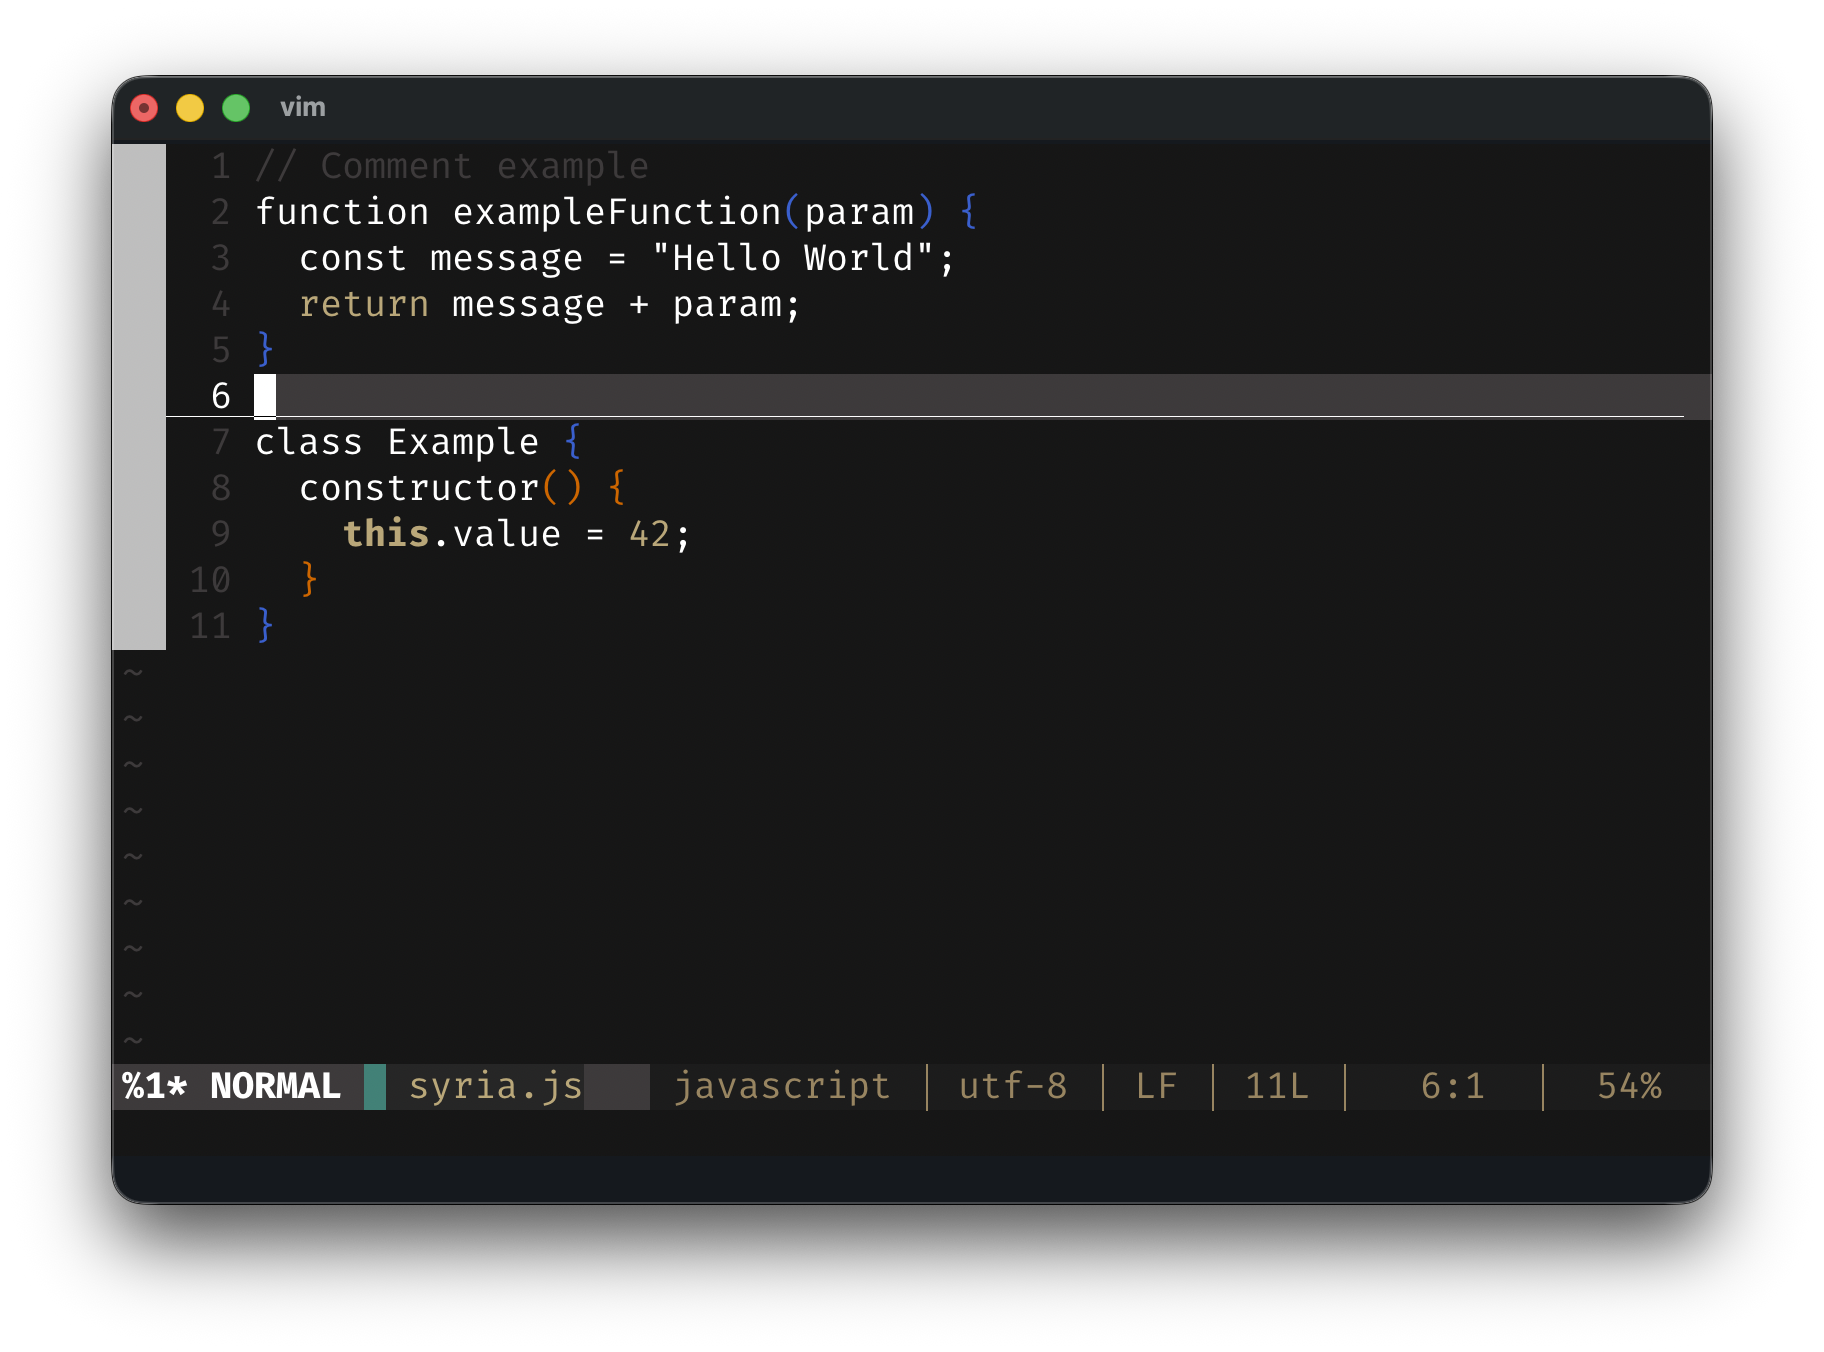 vim
1 // Comment example
2 function exampleFunction(param) {
3   const message = "Hello World";
4   return message + param;
5 }
6
7 class Example {
8   constructor() {
9     this.value = 42;
10   }
11 }
~
~
~
~
~
~
~
~
~
%1* NORMAL syria.js javascript | utf-8 | LF | 11L | 6:1 | 54%